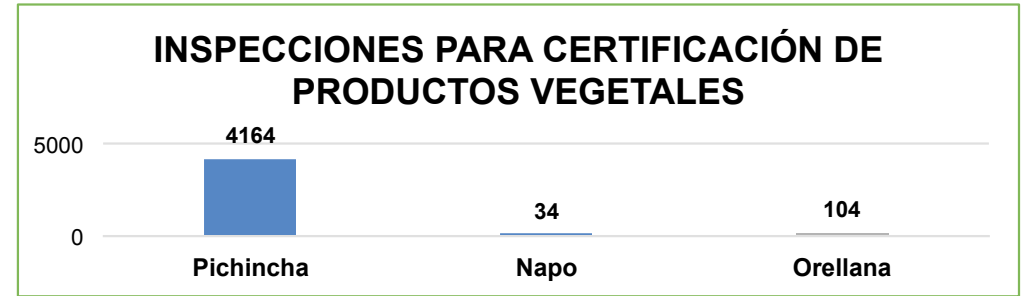 INSPECCIONES PARA CERTIFICACIÓN DE
PRODUCTOS VEGETALES
5000
4164
34
104
0
Pichincha
Napo
Orellana